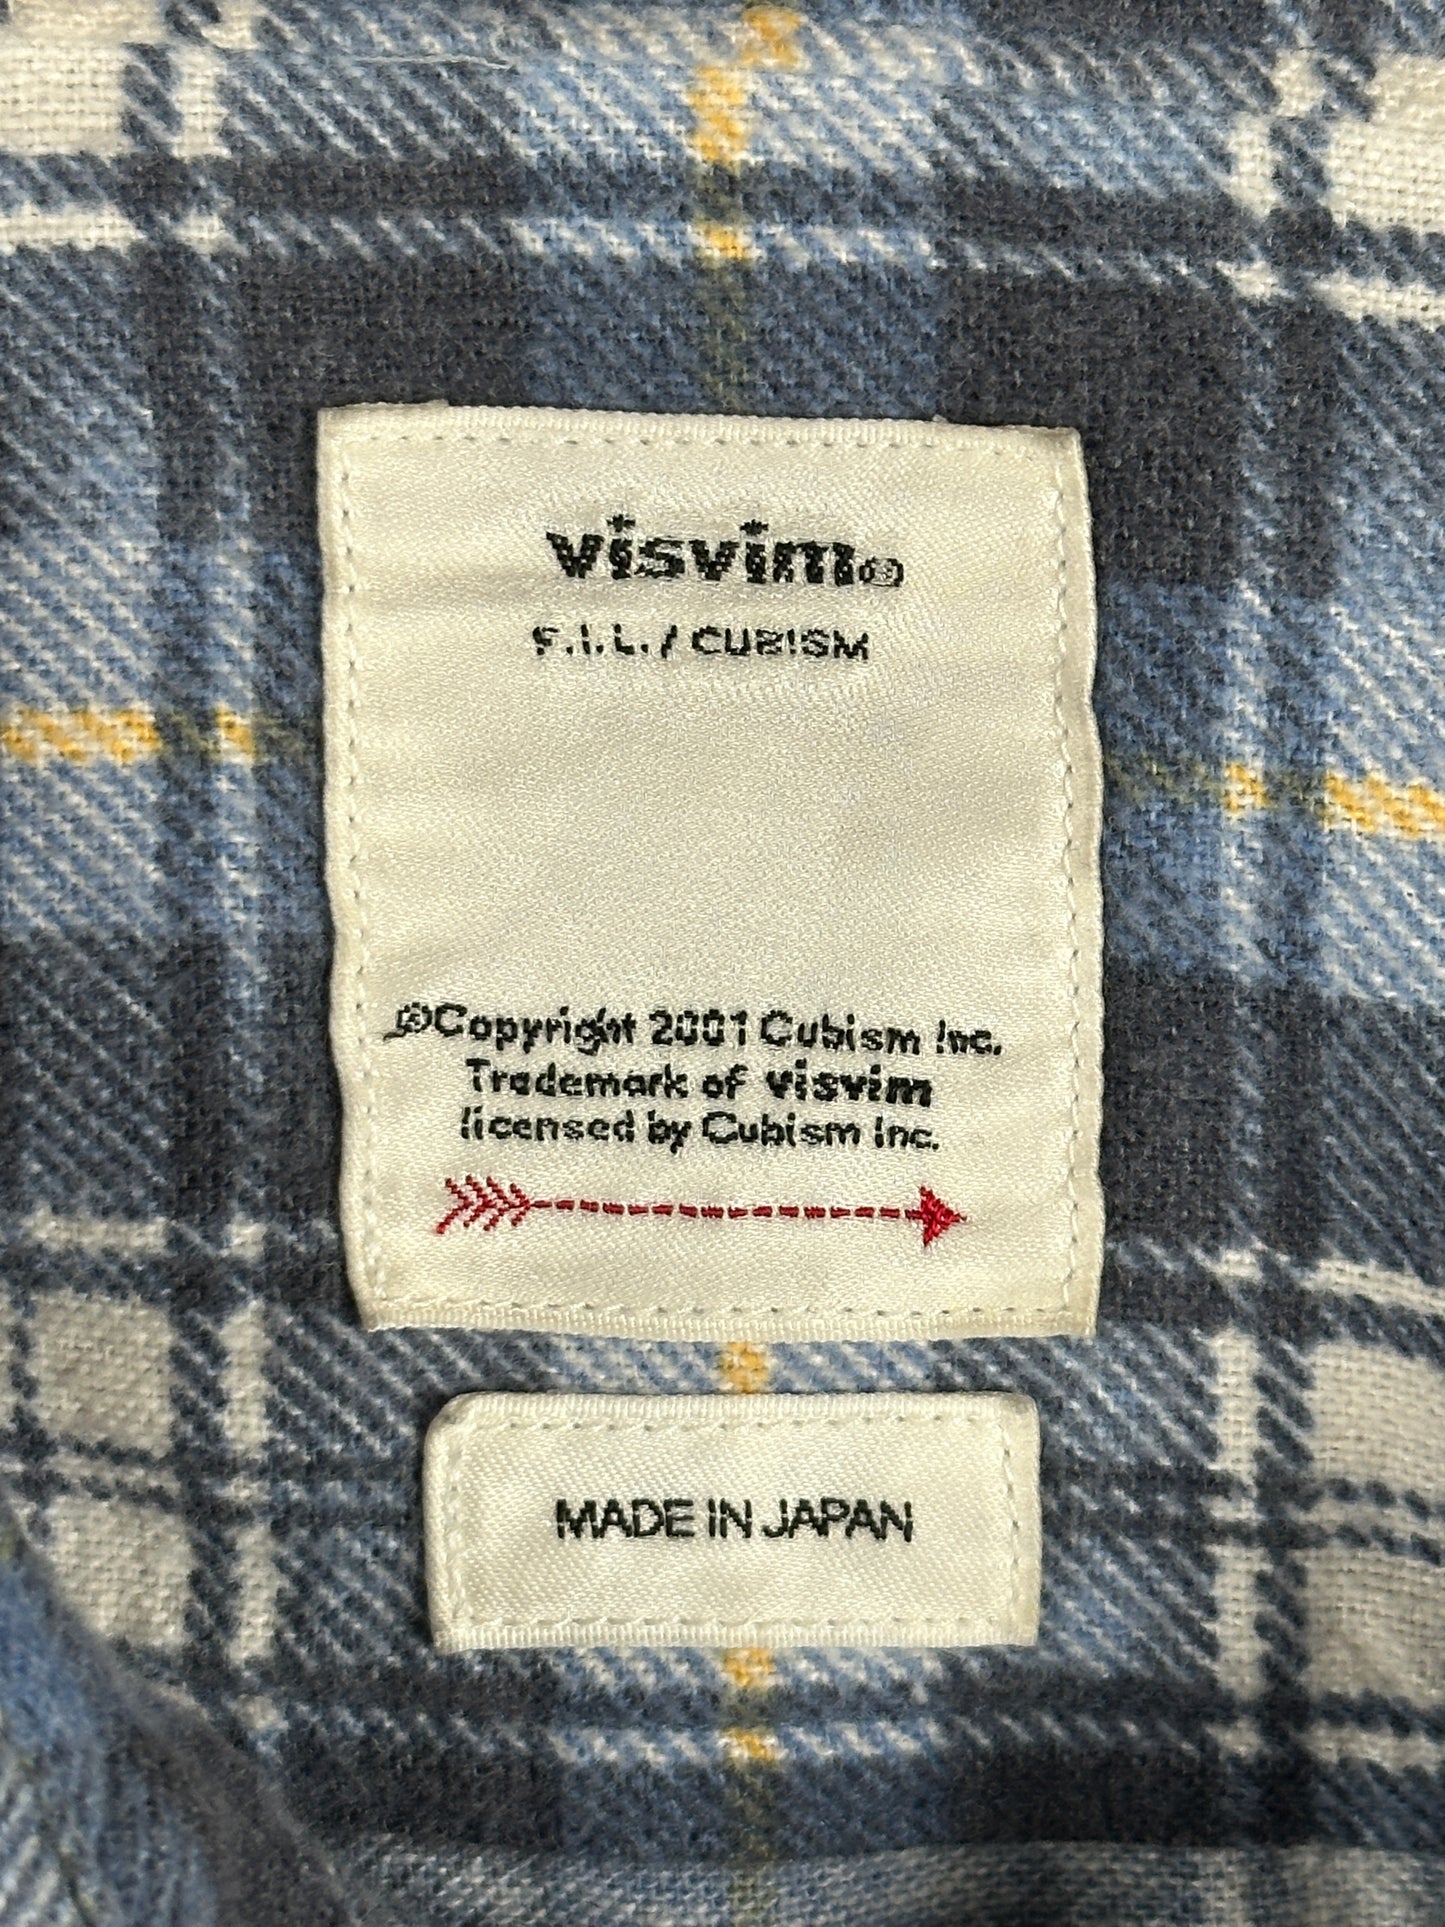 visvim®
F.I.L./CUBISM
©Copyright 2001 Cubism Inc.
Trademark of visvim
licensed by Cubism Inc.
MADE IN JAPAN